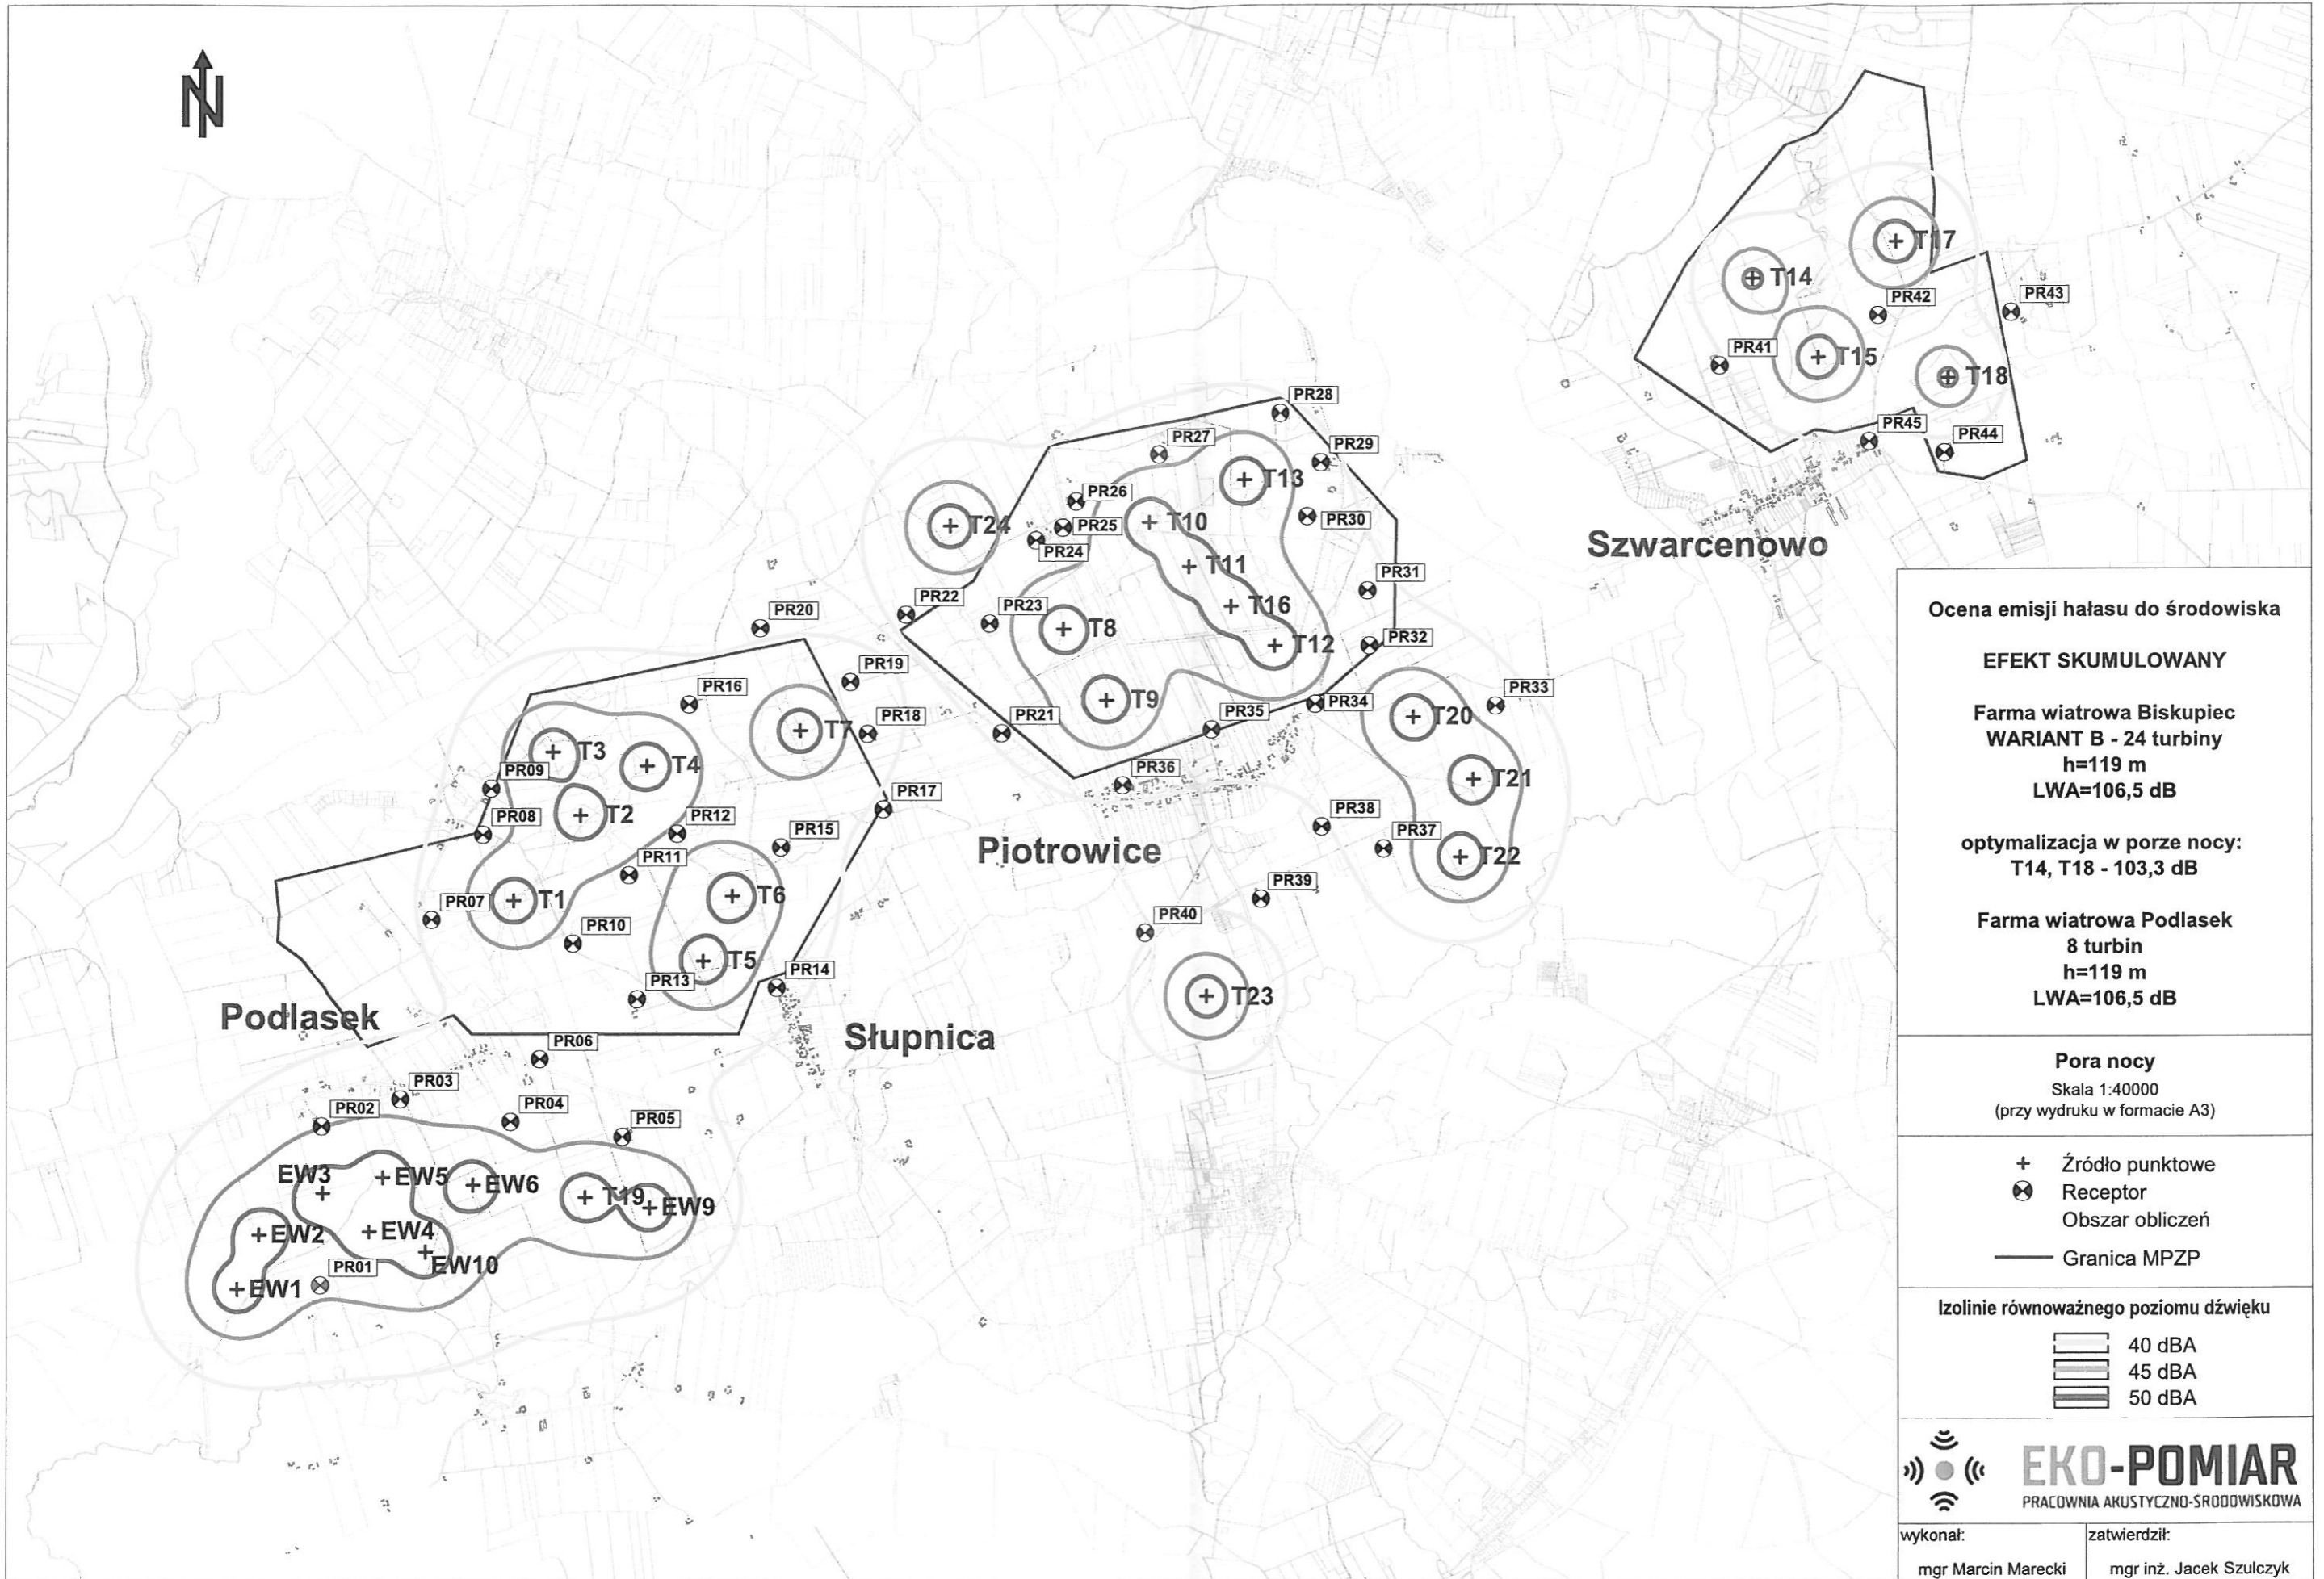 N
T17
T14
PR42
PR43
PR41
T15
T18
PR45
PR44
Szwarcenowo
PR28
PR27
PR29
T13
PR26
T24
PR25
T10
PR30
PR24
T11
PR31
PR20
PR22
PR23
T16
T8
T12
PR32
PR19
PR16
T9
PR34
PR33
T7
PR18
PR21
PR35
T20
T3
T4
PR09
PR36
T21
PR17
T2
PR08
PR12
PR15
PR38
PR37
Piotrowice
T22
PR11
PR39
T6
T1
PR07
PR40
PR10
T5
PR14
PR13
T23
Podlasek
Słupnica
PR06
PR03
PR02
PR04
PR05
EW3
EW5
EW6
T19
EW9
EW2
EW4
EW10
PR01
EW1
Ocena emisji hałasu do środowiska
EFEKT SKUMULOWANY
Farma wiatrowa Biskupiec
WARIANT B - 24 turbiny
h=119 m
LWA=106,5 dB
optymalizacja w porze nocy:
T14, T18 - 103,3 dB
Farma wiatrowa Podlasek
8 turbin
h=119 m
LWA=106,5 dB
Pora nocy
Skala 1:40000
(przy wydruku w formacie A3)
Źródło punktowe
Receptor
Obszar obliczeń
Granica MPZP
Izolinie równoważnego poziomu dźwięku
40 dBA
45 dBA
50 dBA
EKO-POMIAR
PRACOWNIA AKUSTYCZNO-ŚRODOWISKOWA
wykonał:
zatwierdził:
mgr Marcin Marecki
mgr inż. Jacek Szulczyk